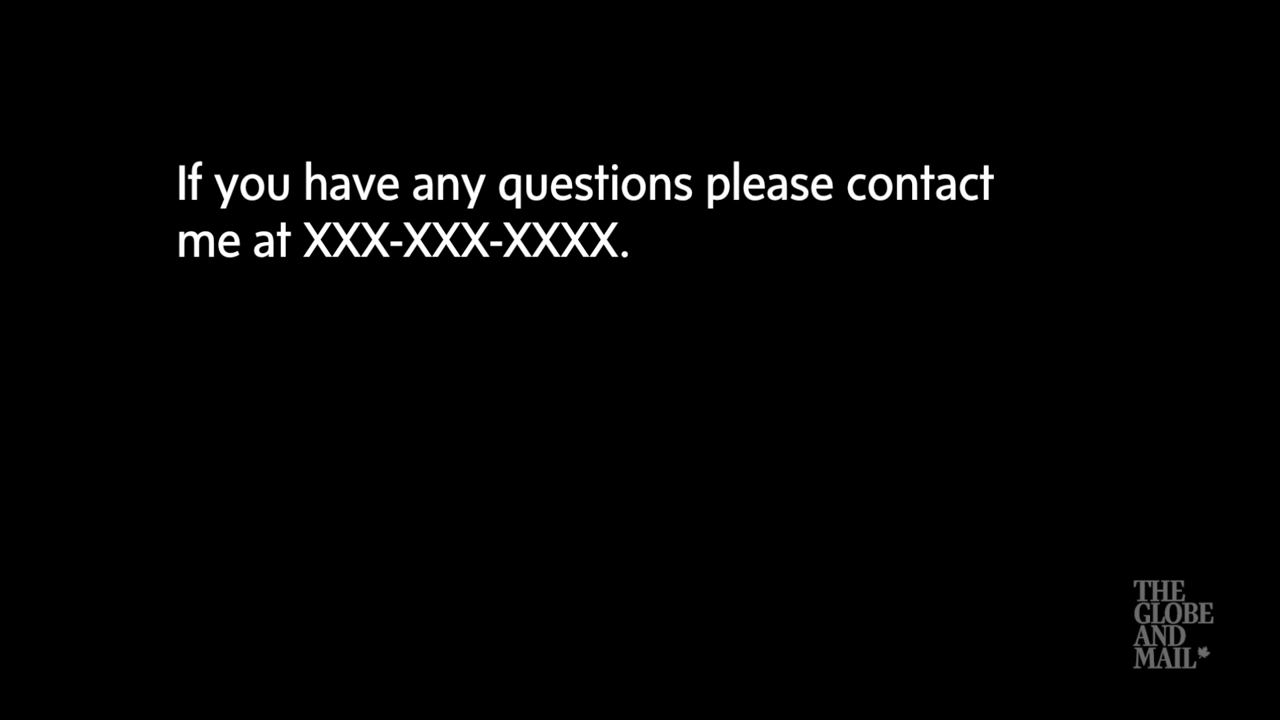 If you have any questions please contact
me at XXX-XXX-XXXX.
THE
GLOBE
AND
MAIL